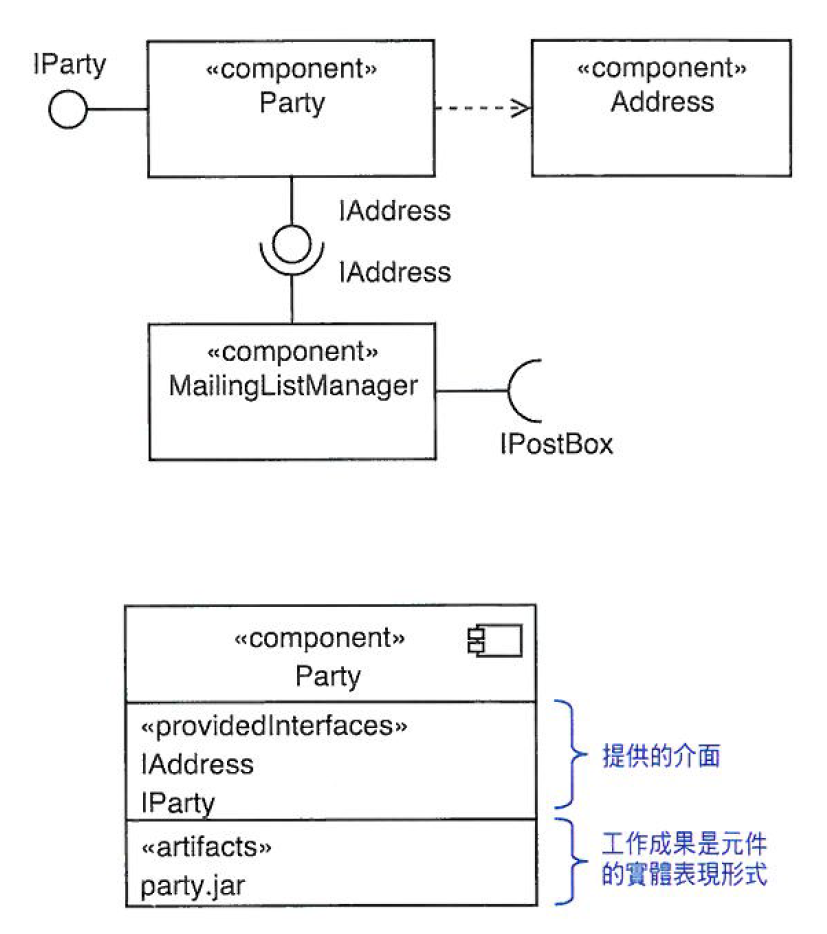 IParty
«component»
Party
«component»
Address
IAddress
IAddress
«component»
MailingListManager
IPostBox
«component»
Party
«providedInterfaces»
IAddress
IParty
提供的介面
«artifacts»
party.jar
工作成果是元件
的實體表現形式